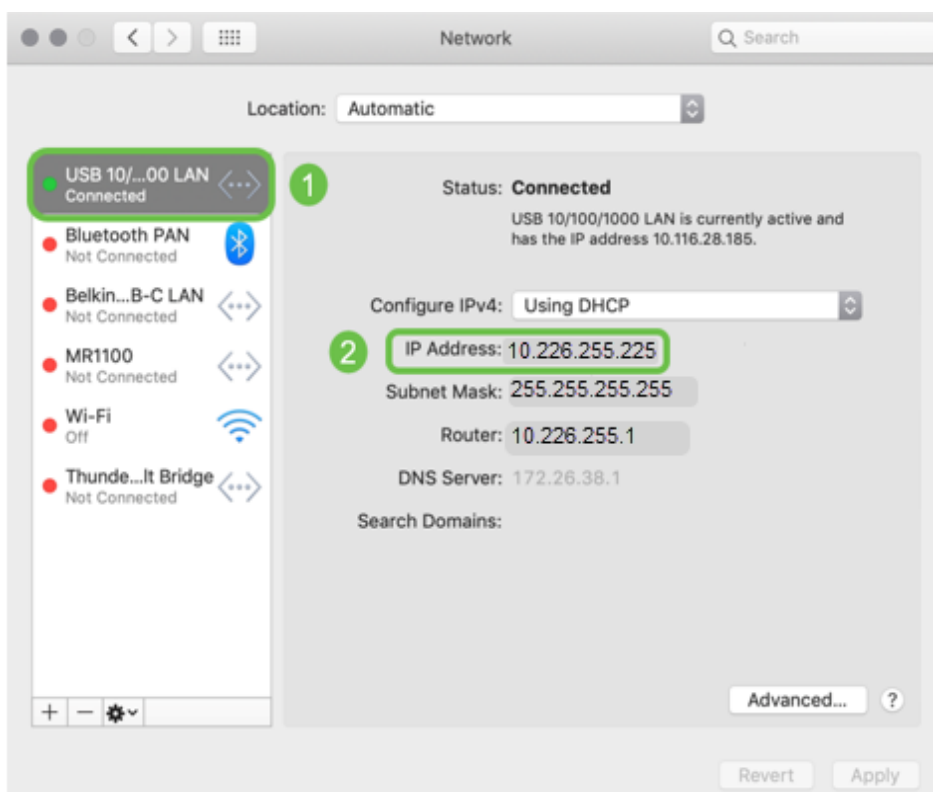 Network
Search
Location: Automatic
USB 10/...00 LAN
Connected
1
Bluetooth PAN
Not Connected
Belkin...B-C LAN
Not Connected
MR1100
Not Connected
Wi-Fi
Off
Thunde...lt Bridge
Not Connected
Status: Connected
USB 10/100/1000 LAN is currently active and
has the IP address 10.116.28.185.
Configure IPv4: Using DHCP
2 IP Address: 10.226.255.225
Subnet Mask: 255.255.255.255
Router: 10.226.255.1
DNS Server: 172.26.38.1
Search Domains:
Advanced... ?
Revert Apply